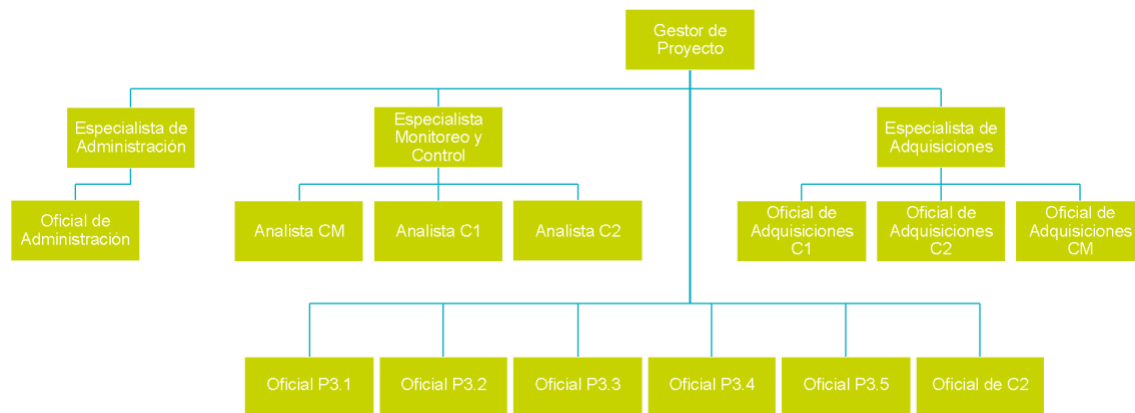 Gestor de
Proyecto
Especialista de
Administración
Especialista
Monitoreo y
Control
Especialista de
Adquisiciones
Oficial de
Administración
Analista CM
Analista C1
Analista C2
Oficial de
Adquisiciones
C1
Oficial de
Adquisiciones
C2
Oficial de
Adquisiciones
CM
Oficial P3.1
Oficial P3.2
Oficial P3.3
Oficial P3.4
Oficial P3.5
Oficial de C2